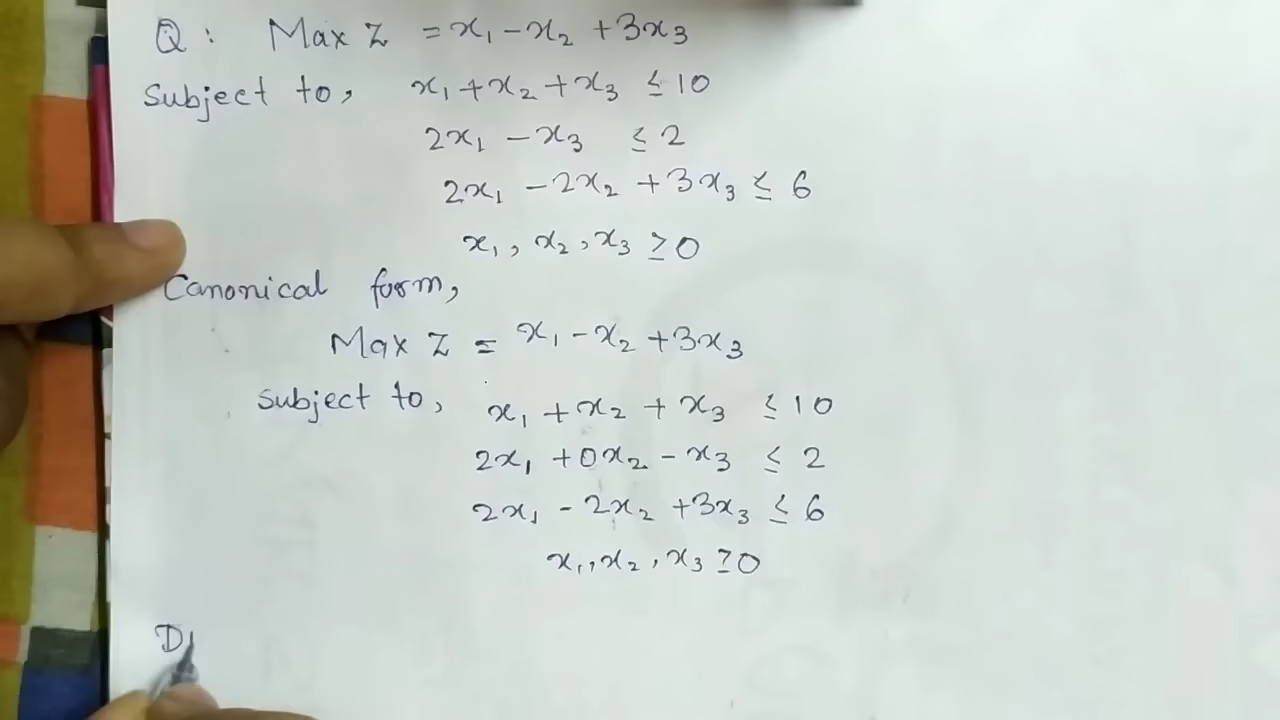 Q: Max Z = x₁ - x₂ + 3x₃
Subject to, x₁ + x₂ + x₃ ≤ 10
2x₁ - x₃ ≤ 2
2x₁ - 2x₂ + 3x₃ ≤ 6
x₁, x₂, x₃ ≥ 0
Canonical form,
Max Z = x₁ - x₂ + 3x₃
subject to, x₁ + x₂ + x₃ ≤ 10
2x₁ + 0x₂ - x₃ ≤ 2
2x₁ - 2x₂ + 3x₃ ≤ 6
x₁, x₂, x₃ ≥ 0
D